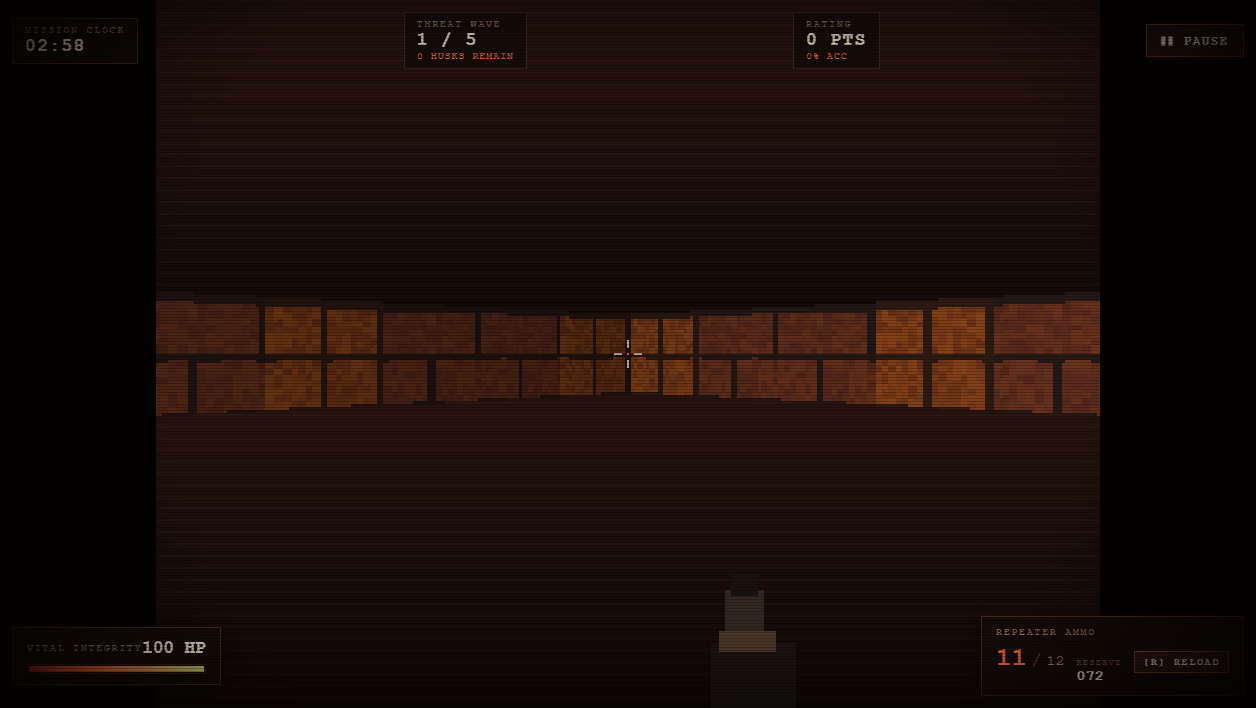 MISSION CLOCK
02:58
THREAT WAVE
1 / 5
0 HUSKS REMAIN
RATING
0 PTS
0% ACC
PAUSE
VITAL INTEGRITY 100 HP
REPEATER AMMO
11 / 12 RESERVE 072 [R] RELOAD